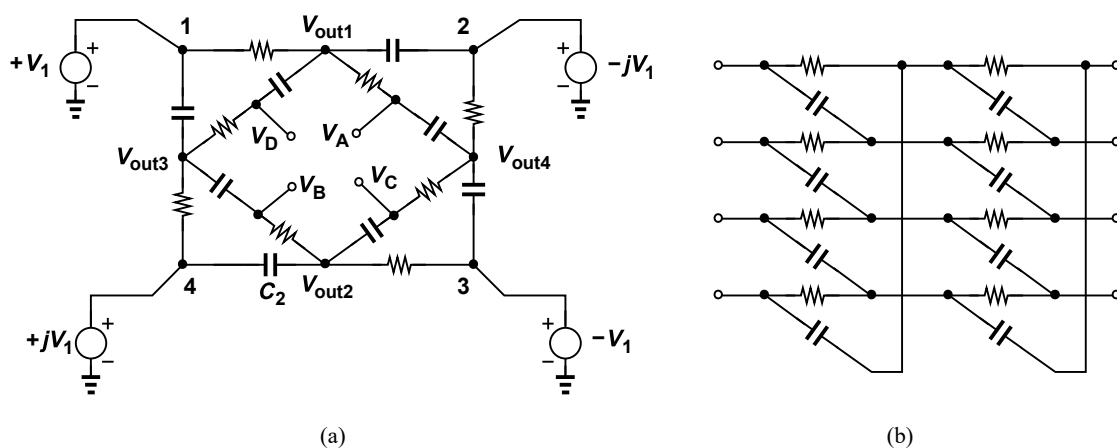 1
V_out1
2
+V_1
+
−
+
−
−jV_1
V_D
V_A
V_out3
V_out4
V_B
V_C
4
C_2
V_out2
3
+jV_1
+
−
+
−
−V_1
(a)
(b)